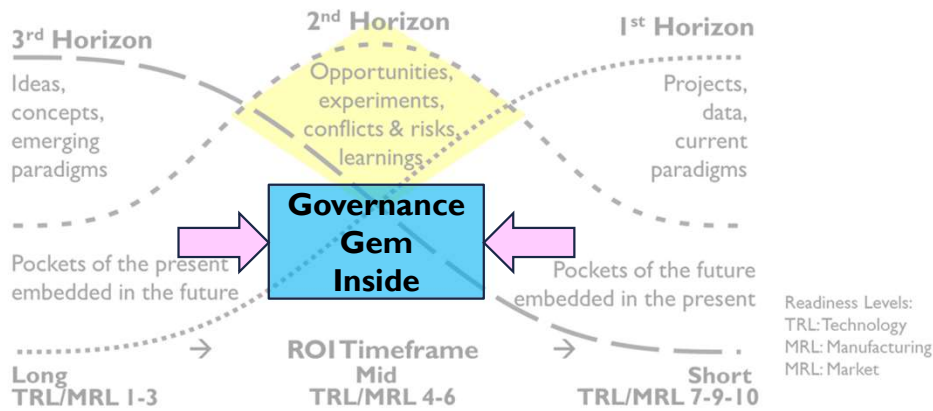 3rd Horizon
Ideas,
concepts,
emerging
paradigms
2nd Horizon
Opportunities,
experiments,
conflicts & risks,
learnings
1st Horizon
Projects,
data,
current
paradigms
Governance
Gem
Inside
Pockets of the present
embedded in the future
Pockets of the future
embedded in the present
→ ROI Timeframe →
Long
TRL/MRL 1-3
Mid
TRL/MRL 4-6
Short
TRL/MRL 7-9-10
Readiness Levels:
TRL: Technology
MRL: Manufacturing
MRL: Market